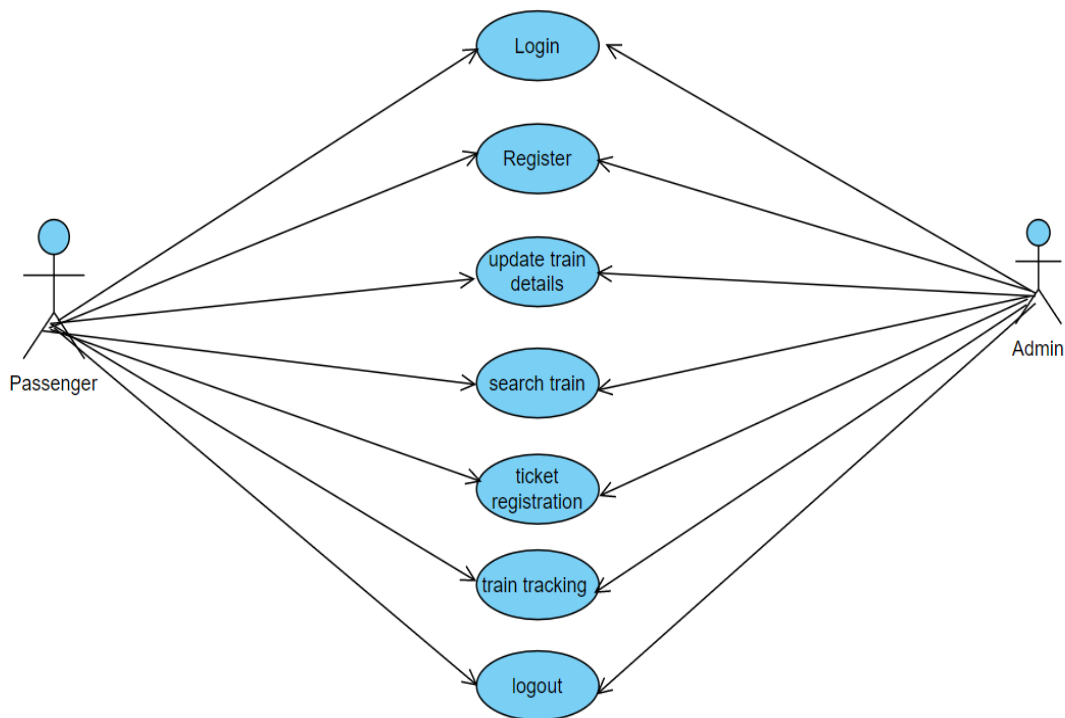 Login
Register
update train
details
Passenger
Admin
search train
ticket
registration
train tracking
logout